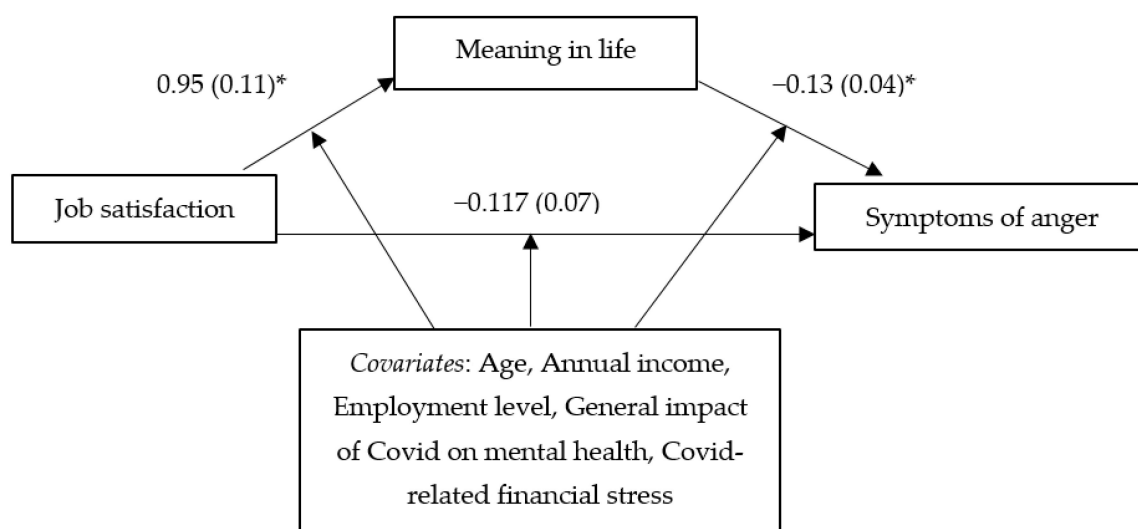 Meaning in life
0.95 (0.11)*
−0.13 (0.04)*
Job satisfaction
−0.117 (0.07)
Symptoms of anger
Covariates: Age, Annual income,
Employment level, General impact
of Covid on mental health, Covid-
related financial stress